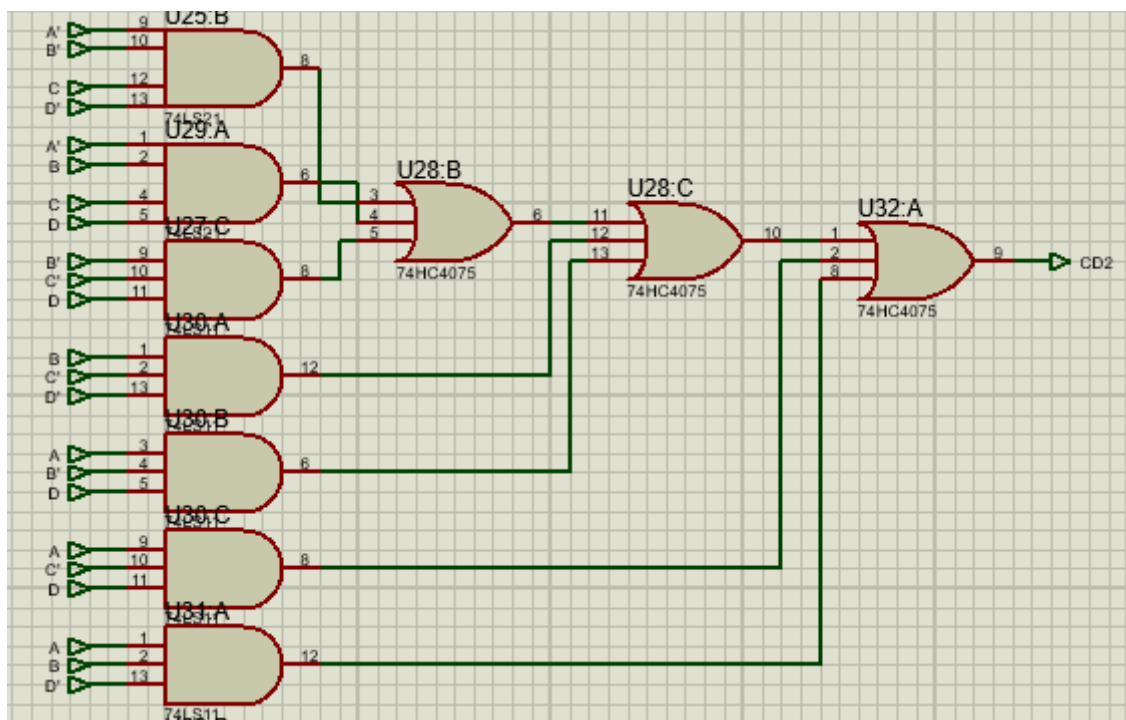 U25:B
A' 9
B' 10
8
C 12
D' 13
74LS21
U29:A
A' 1
B 2
6
C 4
D 5
U27:C
B' 9
C' 10
8
D 11
U30:A
B 1
C' 2
12
D' 13
U30:B
A 3
B' 4
6
D 5
U30:C
A 9
C' 10
8
D 11
U31:A
A 1
B 2
12
D' 13
74LS11
U28:B
3
4
6
5
74HC4075
U28:C
11
12
10
13
74HC4075
U32:A
1
2
9 CD2
8
74HC4075